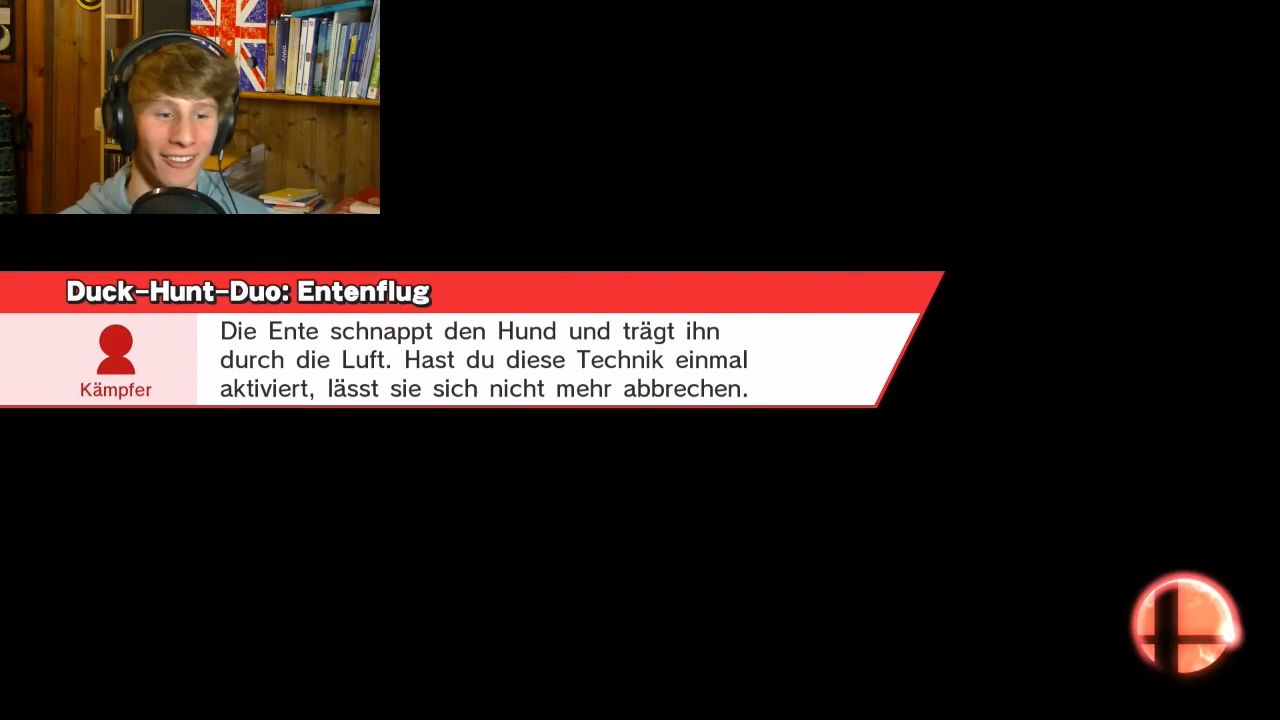 Duck-Hunt-Duo: Entenflug
Die Ente schnappt den Hund und trägt ihn
durch die Luft. Hast du diese Technik einmal
aktiviert, lässt sie sich nicht mehr abbrechen.
Kämpfer